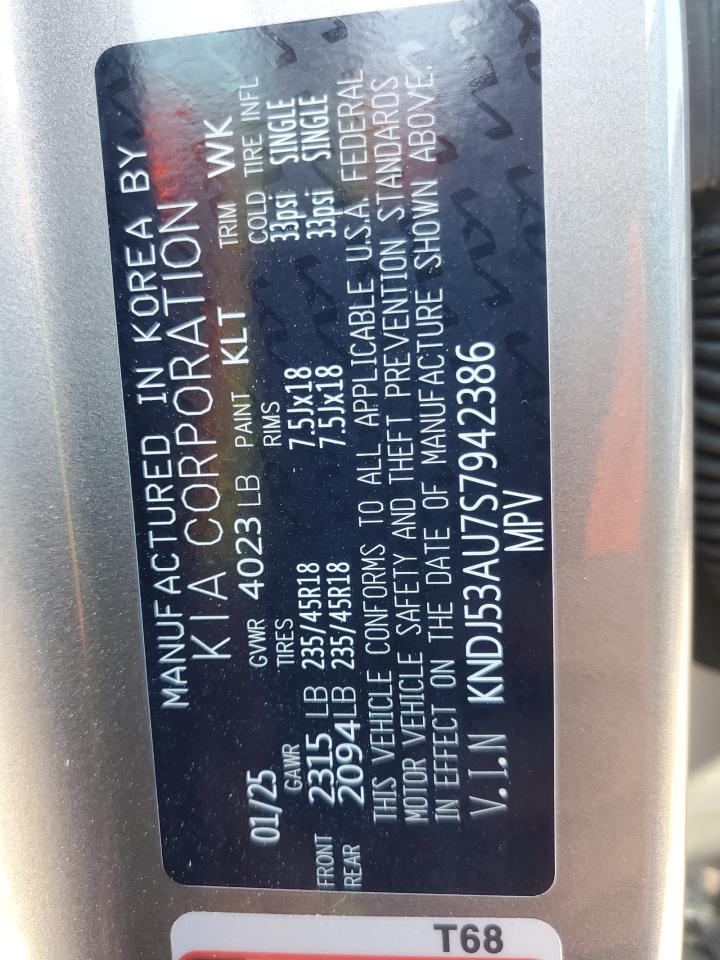 MANUFACTURED IN KOREA BY
KIA CORPORATION
01/25 GVWR 4023 LB PAINT KLT TRIM WK
GAWR TIRES RIMS COLD TIRE INFL
FRONT 2315 LB 235/45R18 7.5Jx18 33psi SINGLE
REAR 2094 LB 235/45R18 7.5Jx18 33psi SINGLE
THIS VEHICLE CONFORMS TO ALL APPLICABLE U.S.A. FEDERAL
MOTOR VEHICLE SAFETY AND THEFT PREVENTION STANDARDS
IN EFFECT ON THE DATE OF MANUFACTURE SHOWN ABOVE.
V.I.N KNDJ53AU7S7942386
MPV
T68